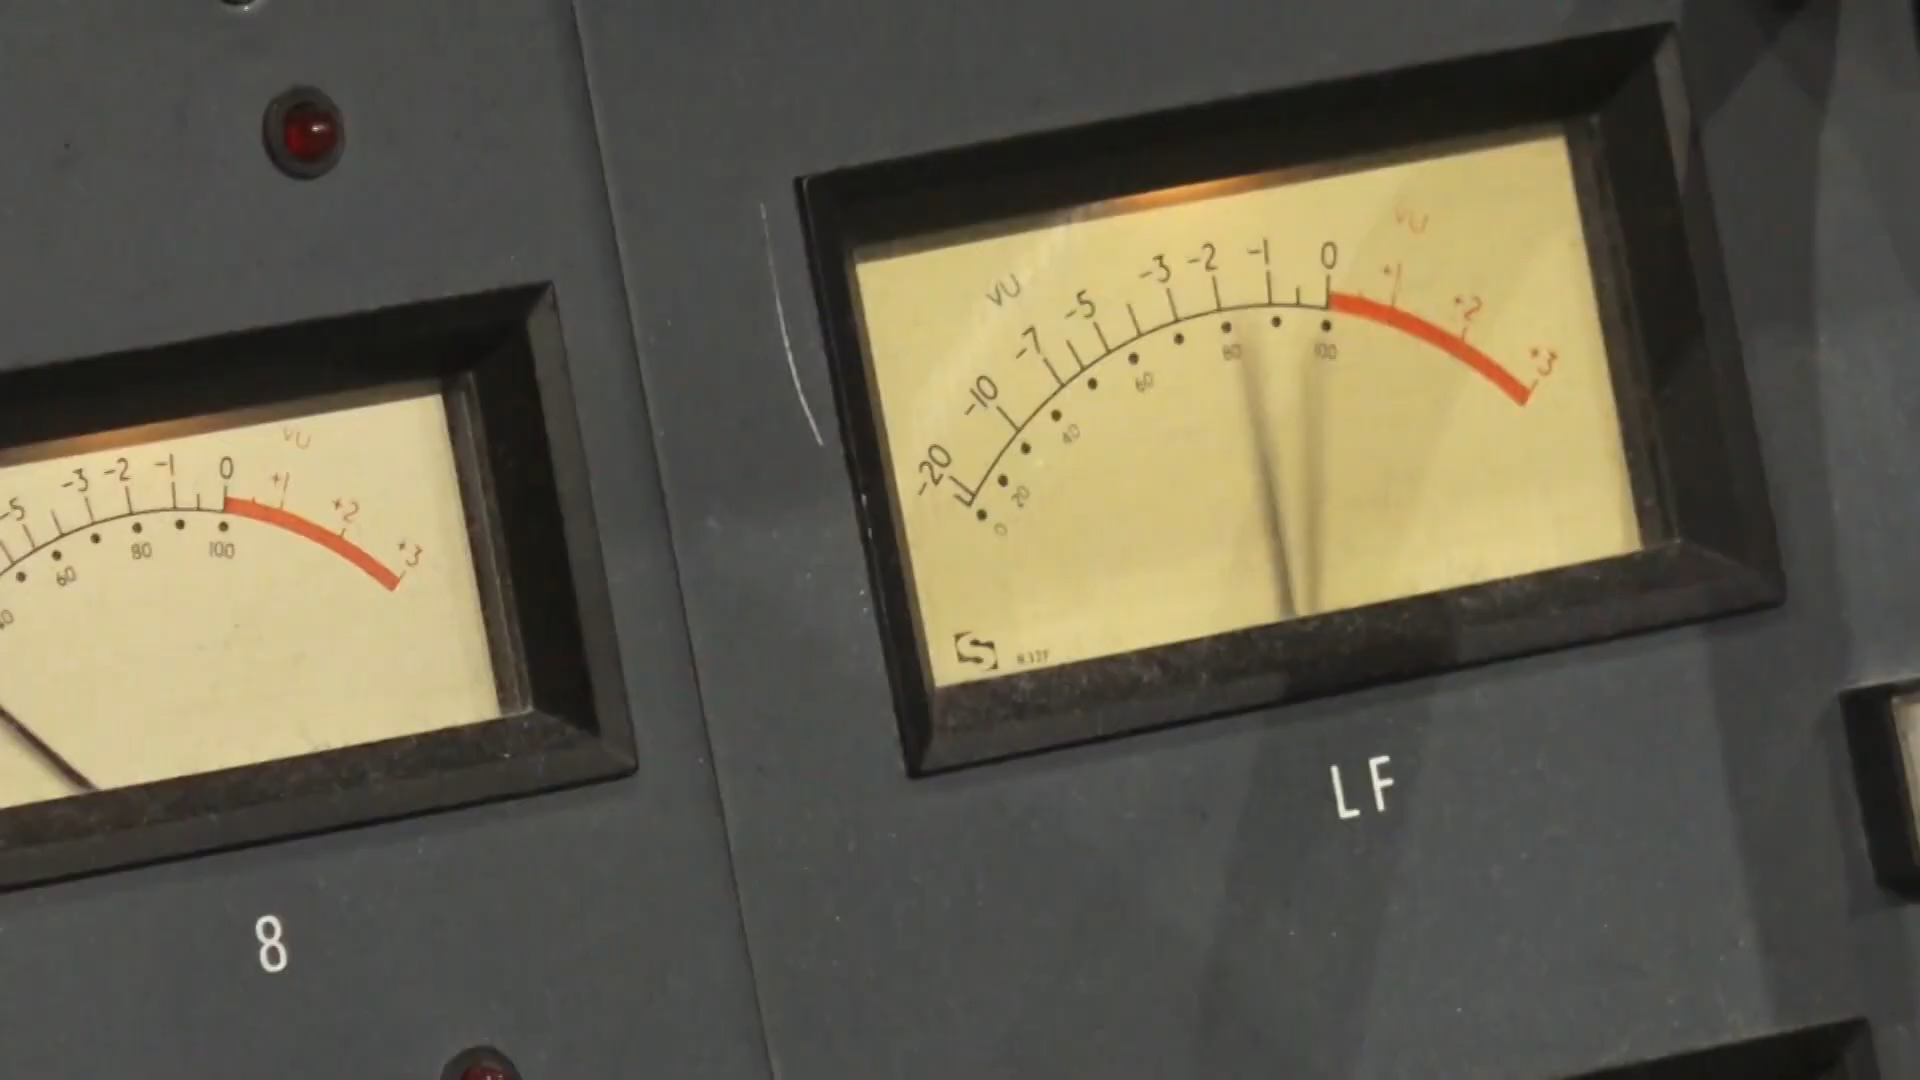 VU
-5 -3 -2 -1 0 +1 +2 +3
60 80 100
8
VU VU
-20 -10 -7 -5 -3 -2 -1 0 +1 +2 +3
0 20 40 60 80 100
LF